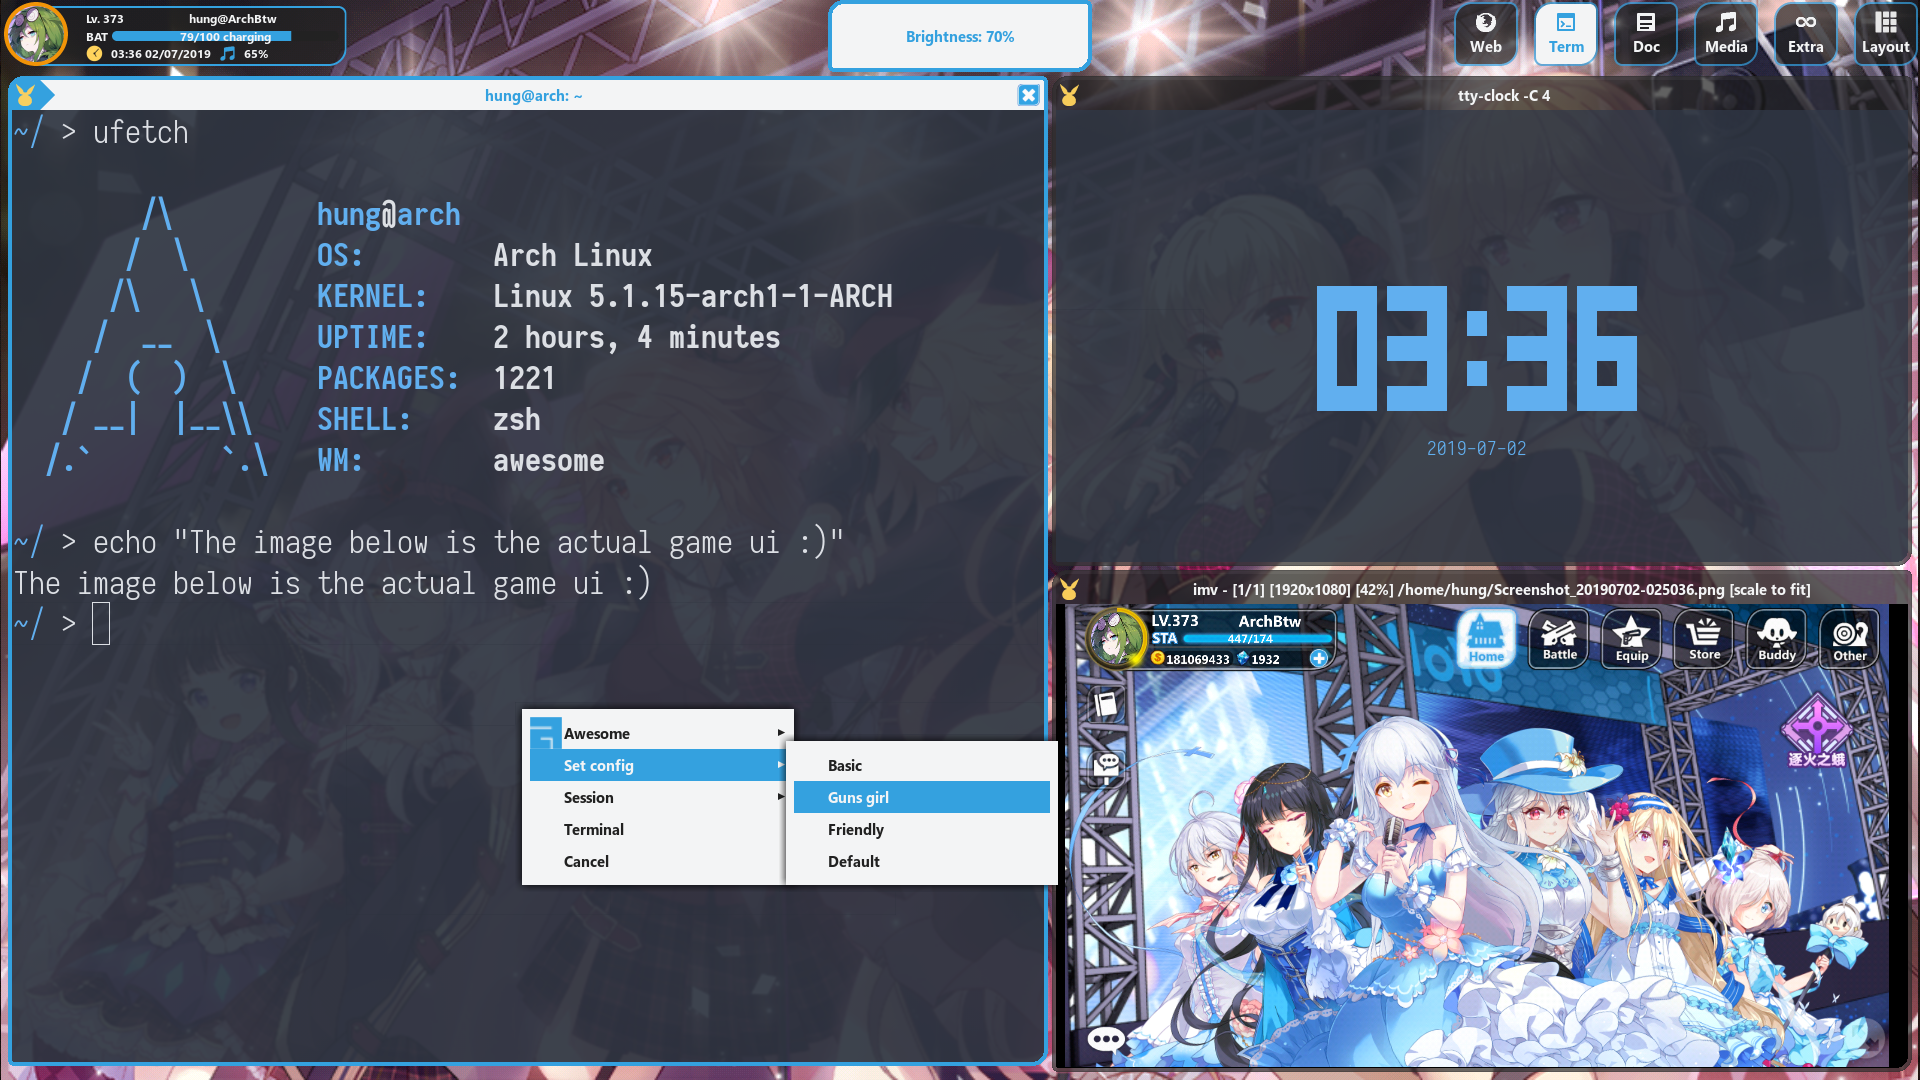 Lv. 373 hung@ArchBtw
BAT 79/100 charging
03:36 02/07/2019 65%
Brightness: 70%
Web
Term
Doc
Media
Extra
Layout
hung@arch: ~
~/ > ufetch
hung@arch
OS: Arch Linux
KERNEL: Linux 5.1.15-arch1-1-ARCH
UPTIME: 2 hours, 4 minutes
PACKAGES: 1221
SHELL: zsh
WM: awesome
~/ > echo "The image below is the actual game ui :)"
The image below is the actual game ui :)
~/ >
Awesome
Set config
Session
Terminal
Cancel
Basic
Guns girl
Friendly
Default
tty-clock -C 4
03:36
2019-07-02
imv - [1/1] [1920x1080] [42%] /home/hung/Screenshot_20190702-025036.png [scale to fit]
LV.373 ArchBtw
STA 447/174
181069433 1932
Home
Battle
Equip
Store
Buddy
Other
逐火之蛾